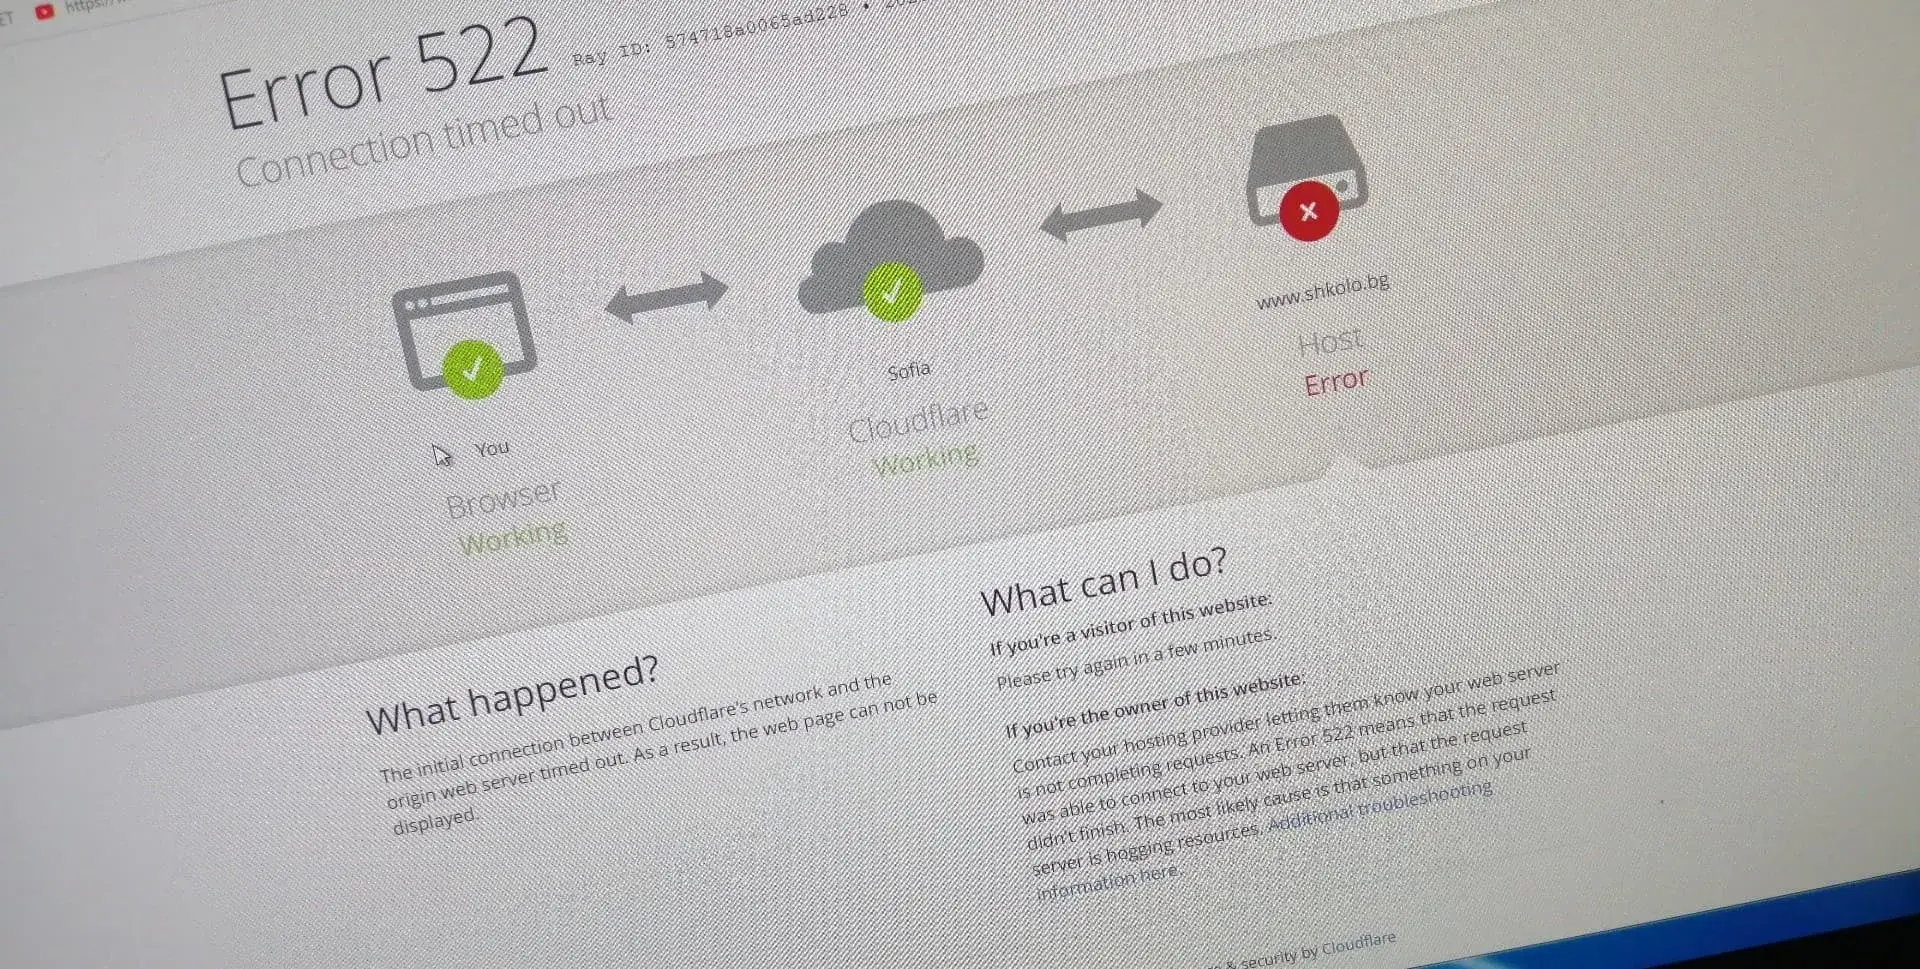 ET https:/
Error 522 Ray ID: 574718a0065ad228 •
Connection timed out
You
Browser
Working
Sofia
Cloudflare
Working
www.shkolo.bg
Host
Error
What happened?
The initial connection between Cloudflare's network and the
origin web server timed out. As a result, the web page can not be
displayed.
What can I do?
If you're a visitor of this website:
Please try again in a few minutes.
If you're the owner of this website:
Contact your hosting provider letting them know your web server
is not completing requests. An Error 522 means that the request
was able to connect to your web server, but that the request
didn't finish. The most likely cause is that something on your
server is hogging resources. Additional troubleshooting
information here.
& security by Cloudflare